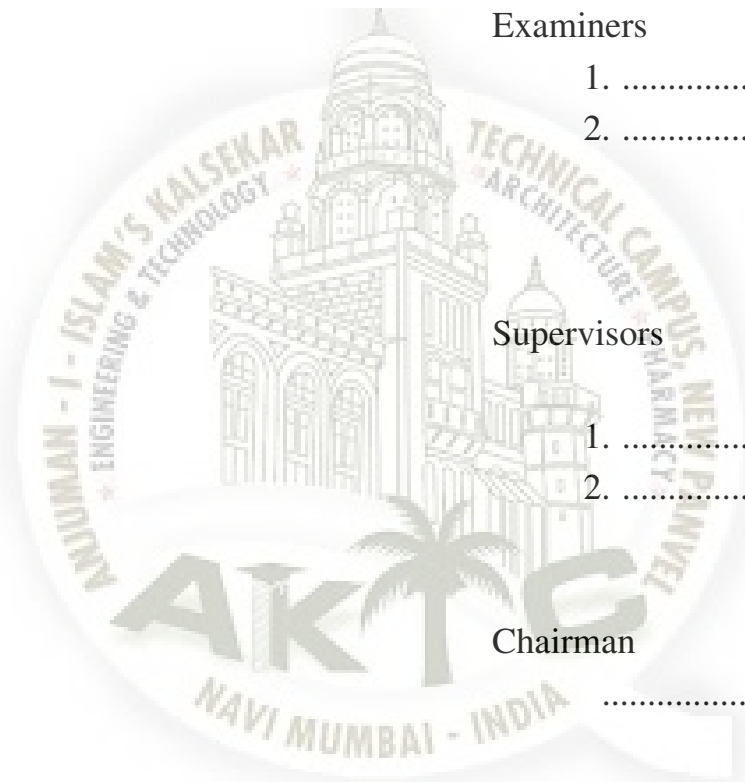 Examiners
1. ................
2. ................
Supervisors
1. ................
2. ................
Chairman
................
ANJUMAN - I - ISLAM'S KALSEKAR TECHNICAL CAMPUS, NEW PANVEL
ENGINEERING & TECHNOLOGY * ARCHITECTURE * PHARMACY
AKTC
NAVI MUMBAI - INDIA